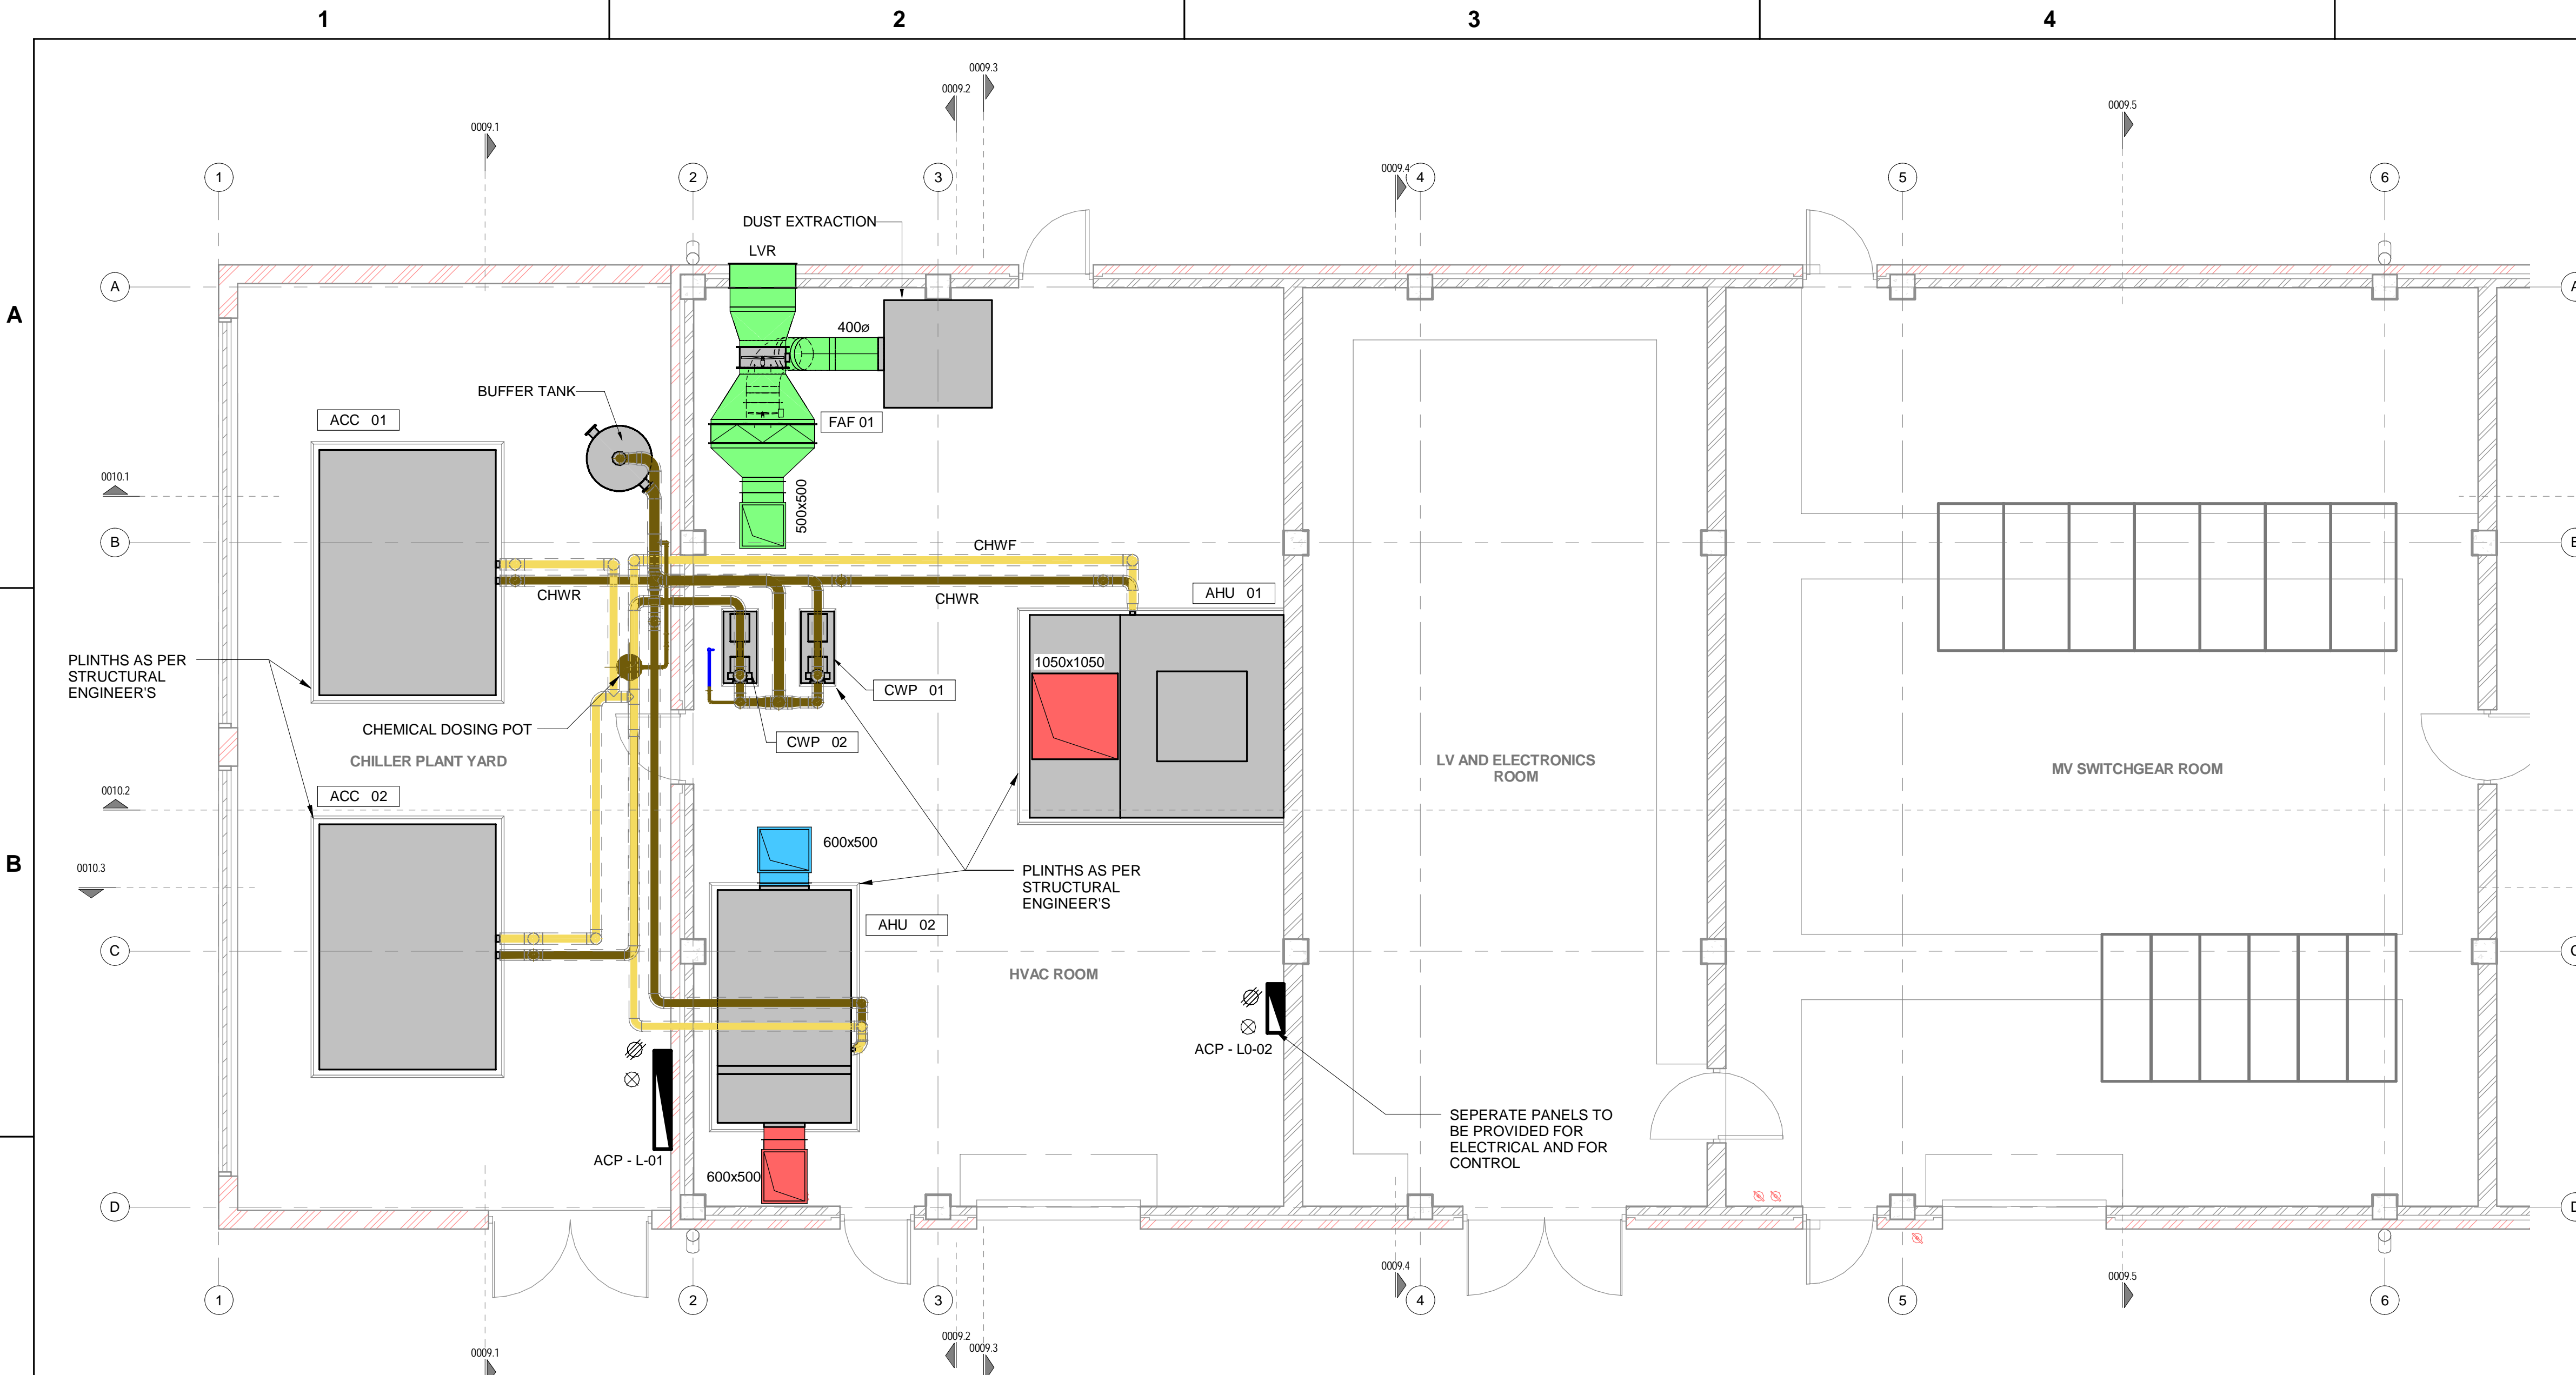 1
2
3
4
0009.3
0009.2
0009.5
0009.1
0009.4
1
2
3
4
5
6
DUST EXTRACTION
LVR
A
A
400ø
BUFFER TANK
ACC 01
FAF 01
0010.1
500x500
B
CHWF
CHWR
CHWR
AHU 01
PLINTHS AS PER
STRUCTURAL
ENGINEER'S
1050x1050
CWP 01
CHEMICAL DOSING POT
CWP 02
CHILLER PLANT YARD
LV AND ELECTRONICS
ROOM
MV SWITCHGEAR ROOM
0010.2
ACC 02
600x500
B
0010.3
PLINTHS AS PER
STRUCTURAL
ENGINEER'S
AHU 02
C
HVAC ROOM
ACP - L0-02
SEPERATE PANELS TO
BE PROVIDED FOR
ELECTRICAL AND FOR
CONTROL
ACP - L-01
600x500
D
0009.4
0009.5
1
2
3
4
5
6
0009.2
0009.3
0009.1